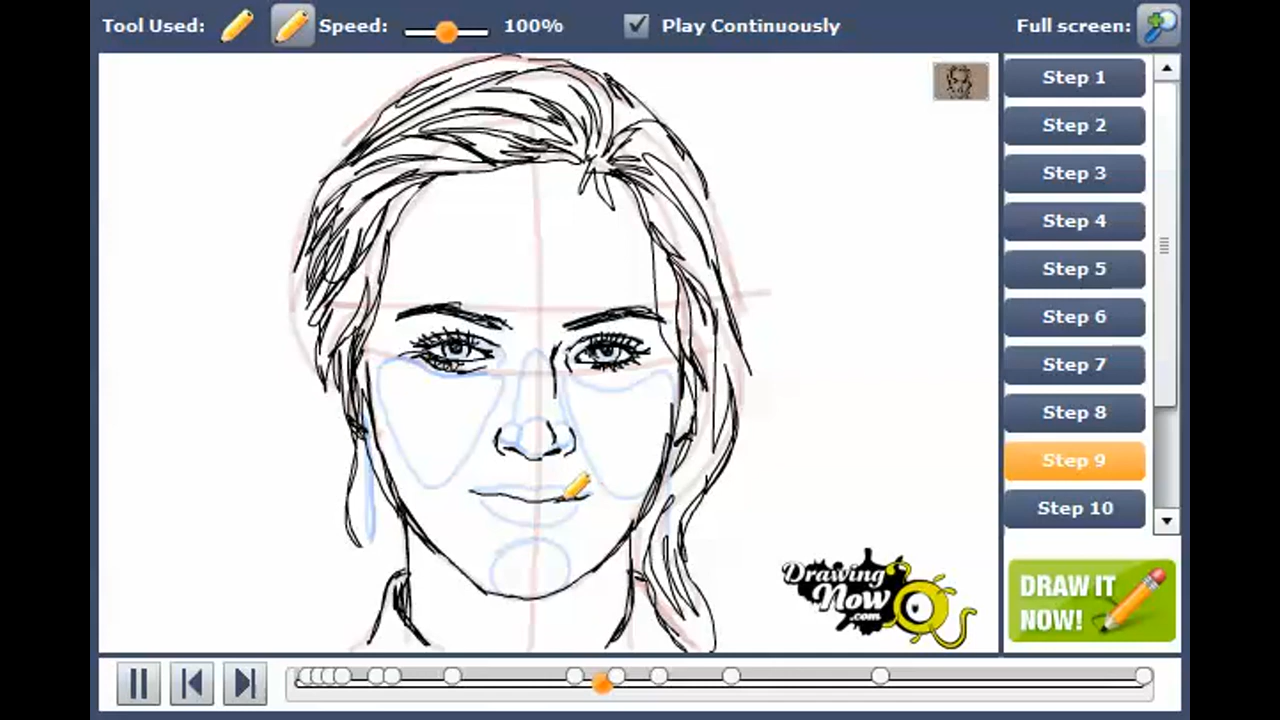 Tool Used:
Speed:
100%
Play Continuously
Full screen:
Step 1
Step 2
Step 3
Step 4
Step 5
Step 6
Step 7
Step 8
Step 9
Step 10
Drawing
Now
.com
DRAW IT
NOW!